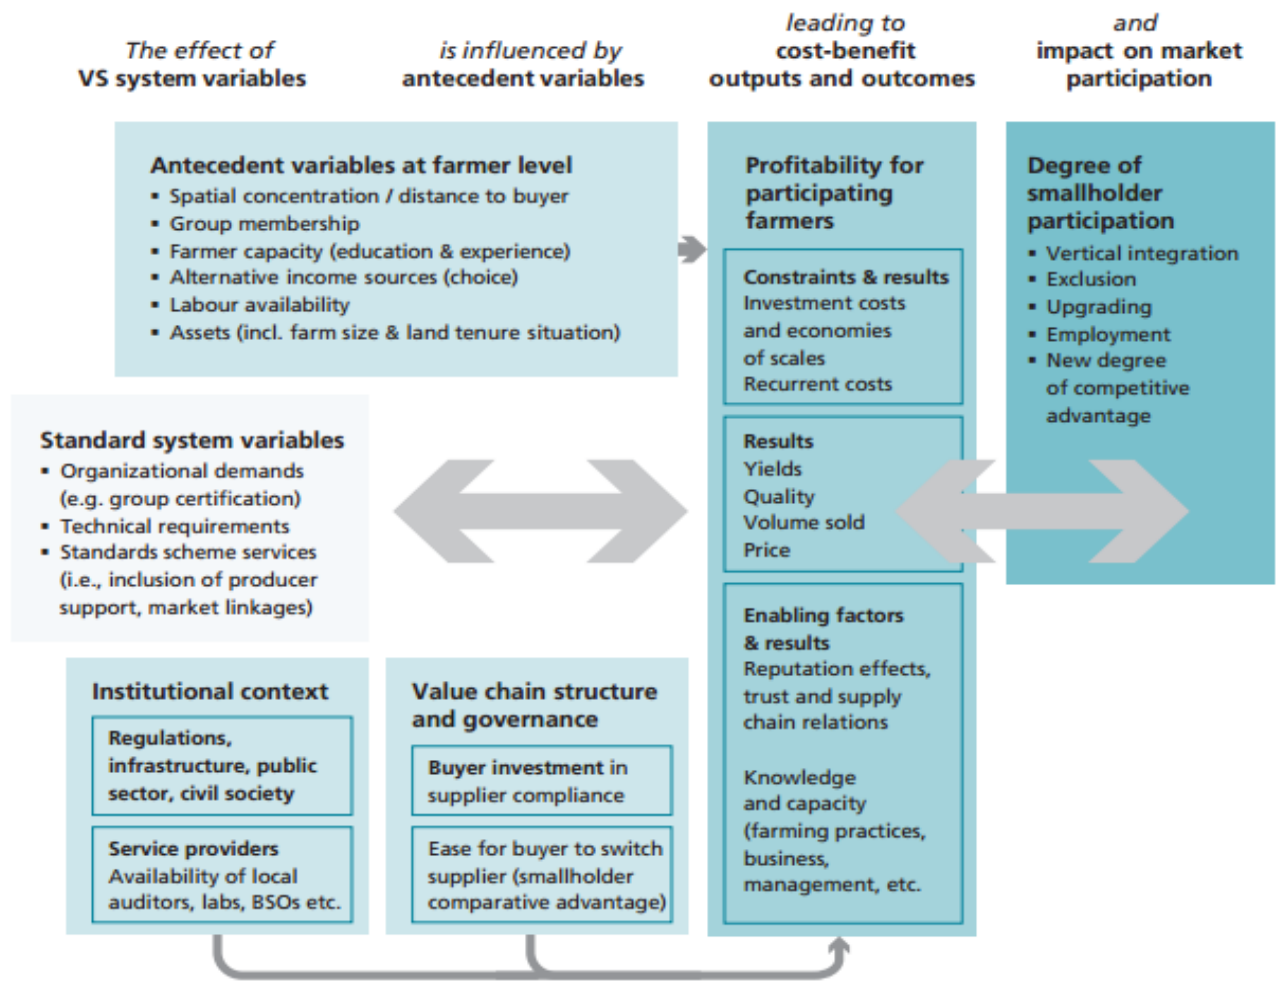 The effect of
VS system variables
is influenced by
antecedent variables
leading to
cost-benefit
outputs and outcomes
and
impact on market
participation
Antecedent variables at farmer level
▪ Spatial concentration / distance to buyer
▪ Group membership
▪ Farmer capacity (education & experience)
▪ Alternative income sources (choice)
▪ Labour availability
▪ Assets (incl. farm size & land tenure situation)
Standard system variables
▪ Organizational demands
(e.g. group certification)
▪ Technical requirements
▪ Standards scheme services
(i.e., inclusion of producer
support, market linkages)
Institutional context
Regulations,
infrastructure, public
sector, civil society
Service providers
Availability of local
auditors, labs, BSOs etc.
Value chain structure
and governance
Buyer investment in
supplier compliance
Ease for buyer to switch
supplier (smallholder
comparative advantage)
Profitability for
participating
farmers
Constraints & results
Investment costs
and economies
of scales
Recurrent costs
Results
Yields
Quality
Volume sold
Price
Enabling factors
& results
Reputation effects,
trust and supply
chain relations
Knowledge
and capacity
(farming practices,
business,
management, etc.
Degree of
smallholder
participation
▪ Vertical integration
▪ Exclusion
▪ Upgrading
▪ Employment
▪ New degree
of competitive
advantage